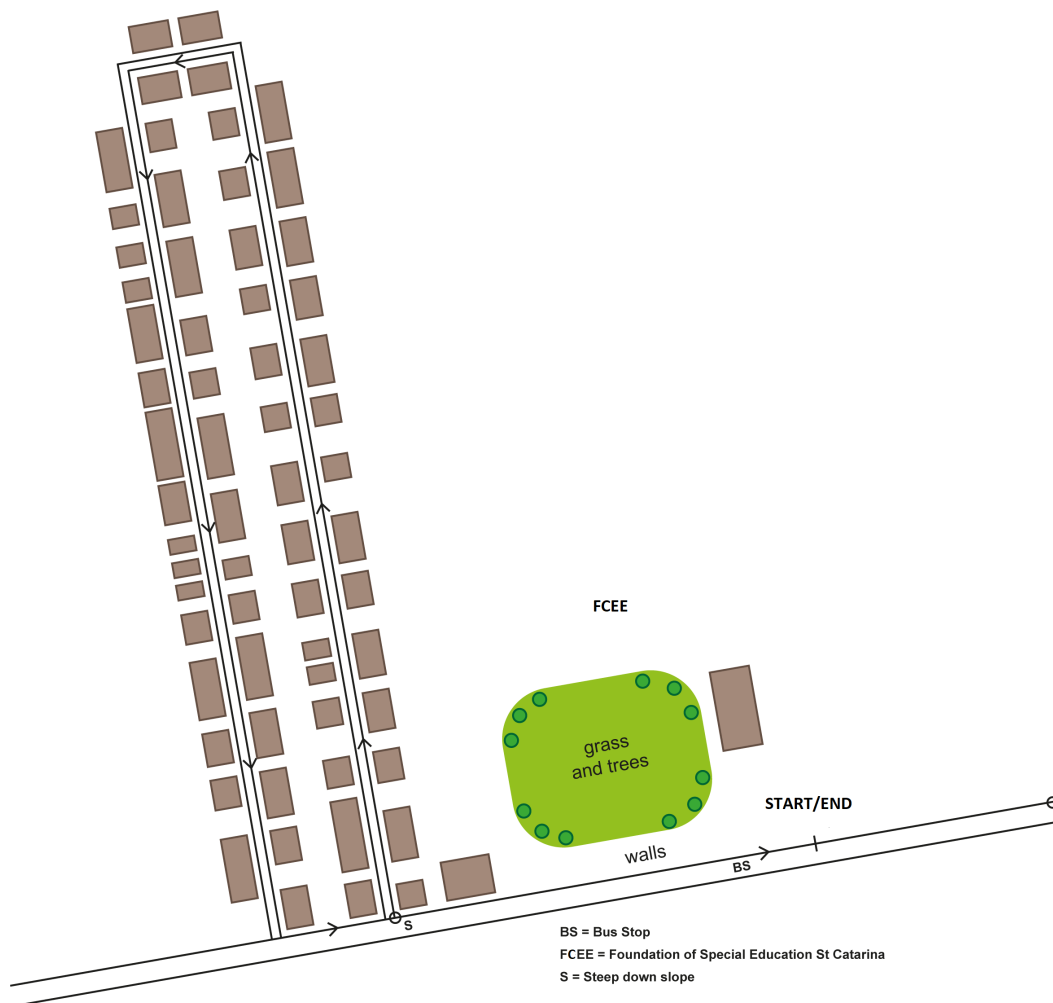 FCEE
grass
and trees
START/END
walls
BS
S
BS = Bus Stop
FCEE = Foundation of Special Education St Catarina
S = Steep down slope